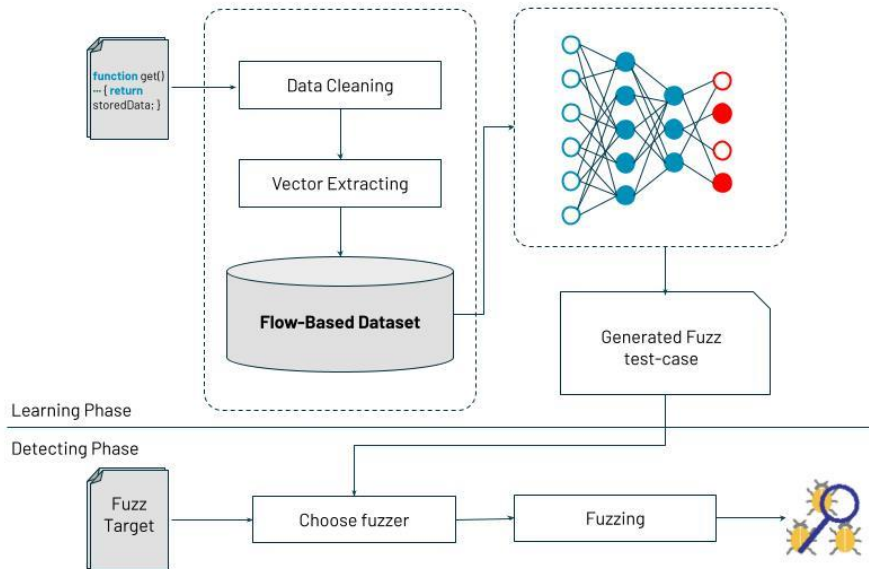 function get()
... { return
storedData; }
Data Cleaning
Vector Extracting
Flow-Based Dataset
Generated Fuzz
test-case
Learning Phase
Detecting Phase
Fuzz
Target
Choose fuzzer
Fuzzing